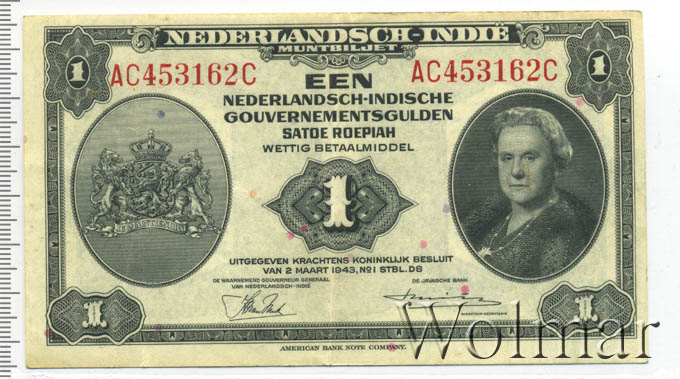 NEDERLANDSCH-INDIË
MUNTBILJET
1
1
AC453162C
AC453162C
EEN
NEDERLANDSCH-INDISCHE
GOUVERNEMENTSGULDEN
SATOE ROEPIAH
WETTIG BETAALMIDDEL
1
UITGEGEVEN KRACHTENS KONINKLIJK BESLUIT
VAN 2 MAART 1943, No1 STBL. D8
DE WAARNEMEND GOUVERNEUR GENERAAL
VAN NEDERLANDSCH-INDIË
DE JAVASCHE BANK
DIRECTEUR-SECRETARIS
1
1
AMERICAN BANK NOTE COMPANY.
Wolmar